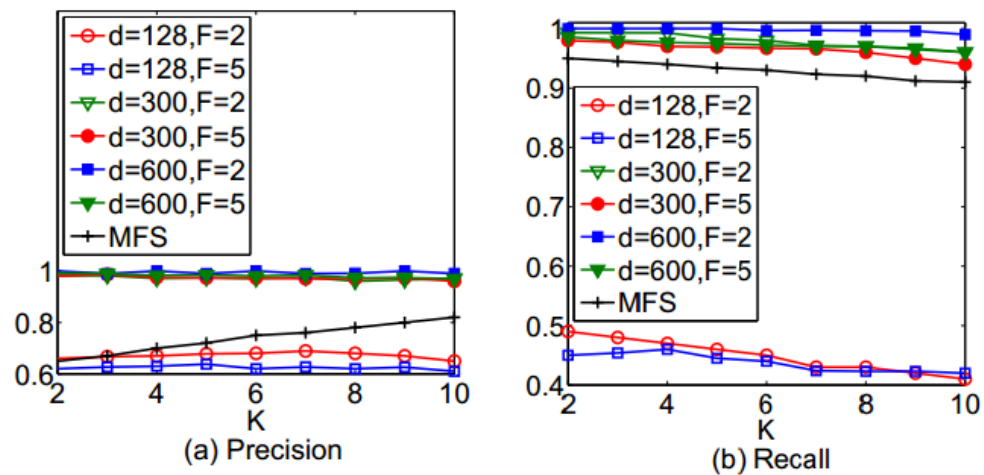 d=128,F=2
d=128,F=5
d=300,F=2
d=300,F=5
d=600,F=2
d=600,F=5
MFS
1
0.8
0.6
2
4
6
8
10
K
(a) Precision
1
0.9
0.8
0.7
0.6
0.5
0.4
d=128,F=2
d=128,F=5
d=300,F=2
d=300,F=5
d=600,F=2
d=600,F=5
MFS
2
4
6
8
10
K
(b) Recall